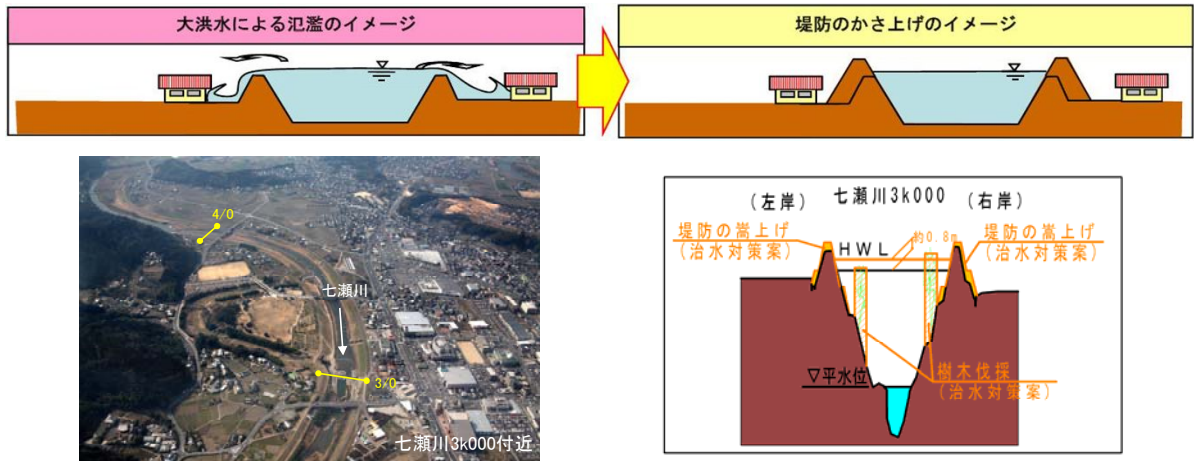 大洪水による氾濫のイメージ
堤防のかさ上げのイメージ
4/0
七瀬川
3/0
七瀬川3k000付近
(左岸) 七瀬川3k000 (右岸)
堤防の嵩上げ
(治水対策案)
HWL
約0.8m
堤防の嵩上げ
(治水対策案)
▽平水位
樹木伐採
(治水対策案)